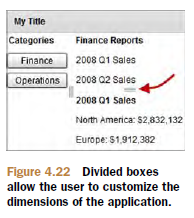 My Title
Categories
Finance Reports
Finance
2008 Q1 Sales
Operations
2008 Q2 Sales
2008 Q1 Sales
North America: $2,832,132
Europe: $1,912,382
Figure 4.22 Divided boxes
allow the user to customize the
dimensions of the application.